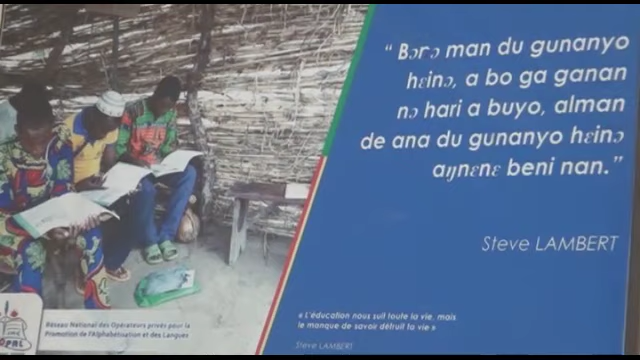 “ Bɔrɔ man du gunanyo
hɛinɔ, a bo ga ganan
nɔ hari a buyo, alman
de ana du gunanyo hɛinɔ
aŋnɛnɛ beni nan.”
Steve LAMBERT
Réseau National des Opérateurs privés pour la
Promotion de l'Alphabétisation et des Langues
« L'éducation nous suit toute la vie, mais
le manque de savoir détruit ta vie »
Steve LAMBERT